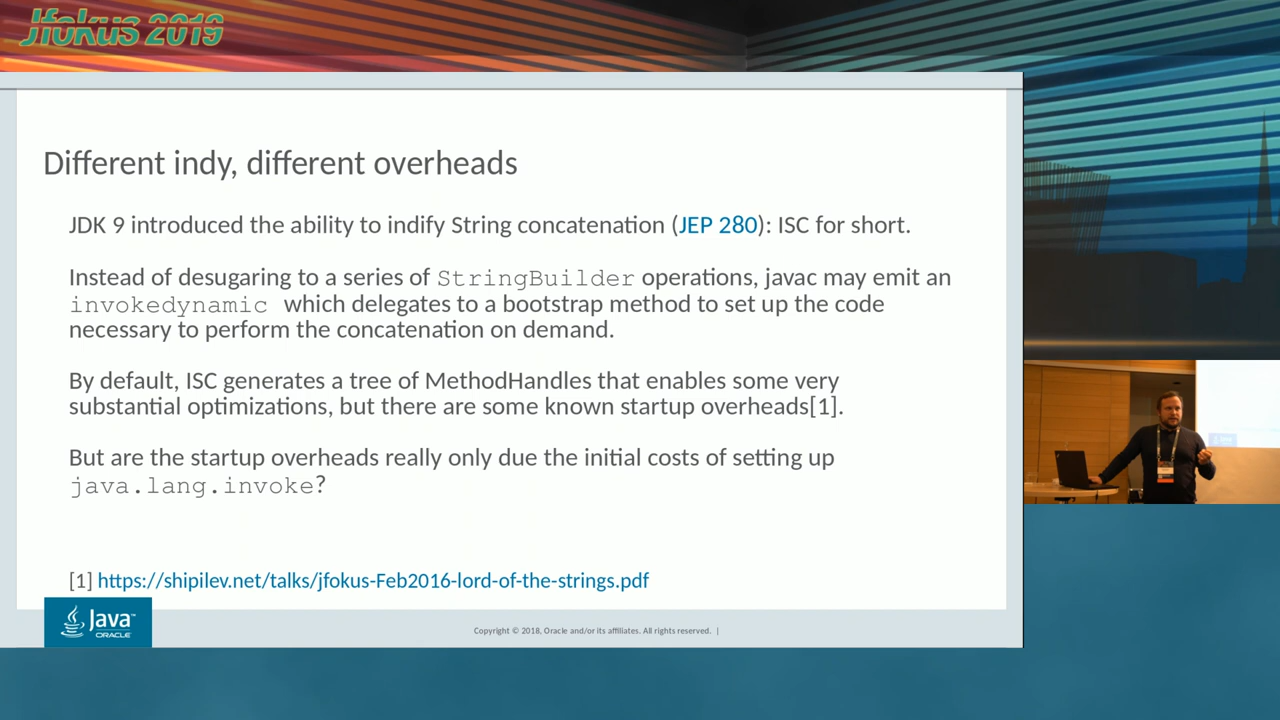 Jfokus 2019
Different indy, different overheads
JDK 9 introduced the ability to indify String concatenation (JEP 280): ISC for short.
Instead of desugaring to a series of StringBuilder operations, javac may emit an
invokedynamic which delegates to a bootstrap method to set up the code
necessary to perform the concatenation on demand.
By default, ISC generates a tree of MethodHandles that enables some very
substantial optimizations, but there are some known startup overheads[1].
But are the startup overheads really only due the initial costs of setting up
java.lang.invoke?
[1] https://shipilev.net/talks/jfokus-Feb2016-lord-of-the-strings.pdf
Java™
ORACLE
Copyright © 2018, Oracle and/or its affiliates. All rights reserved. |